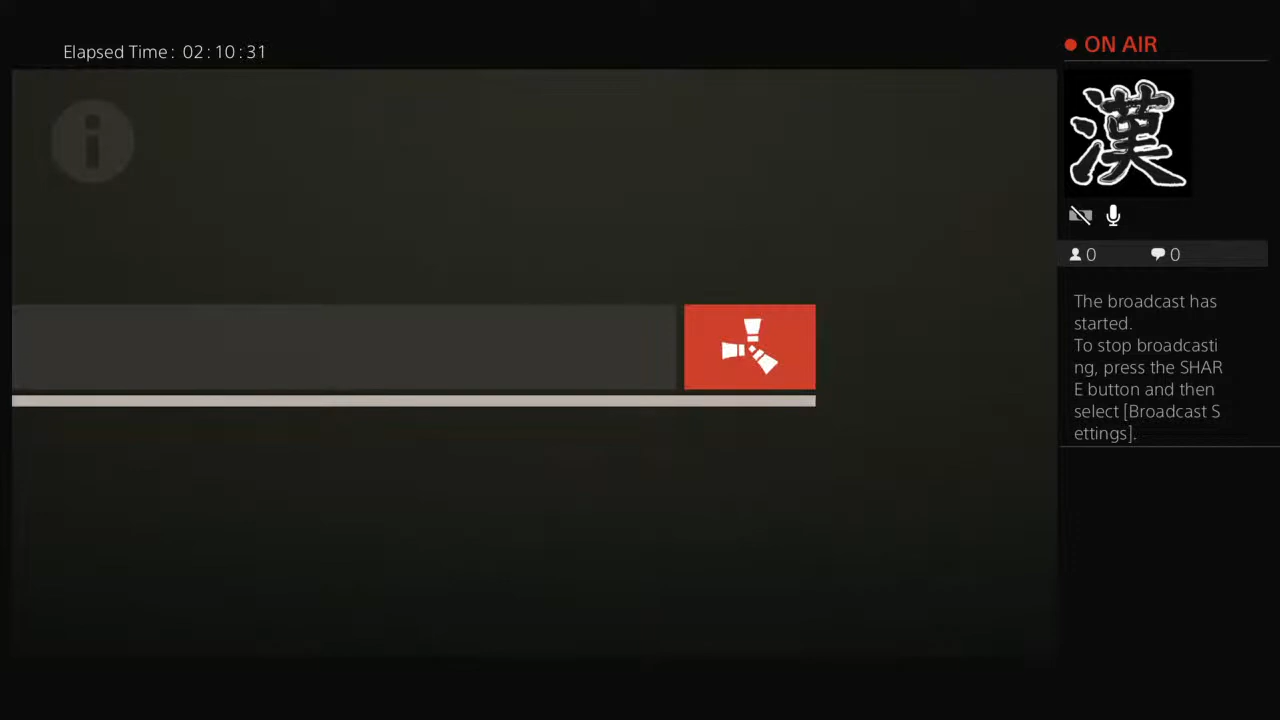 Elapsed Time: 02:10:31
ON AIR
漢
0 0
The broadcast has
started.
To stop broadcasti
ng, press the SHAR
E button and then
select [Broadcast S
ettings].